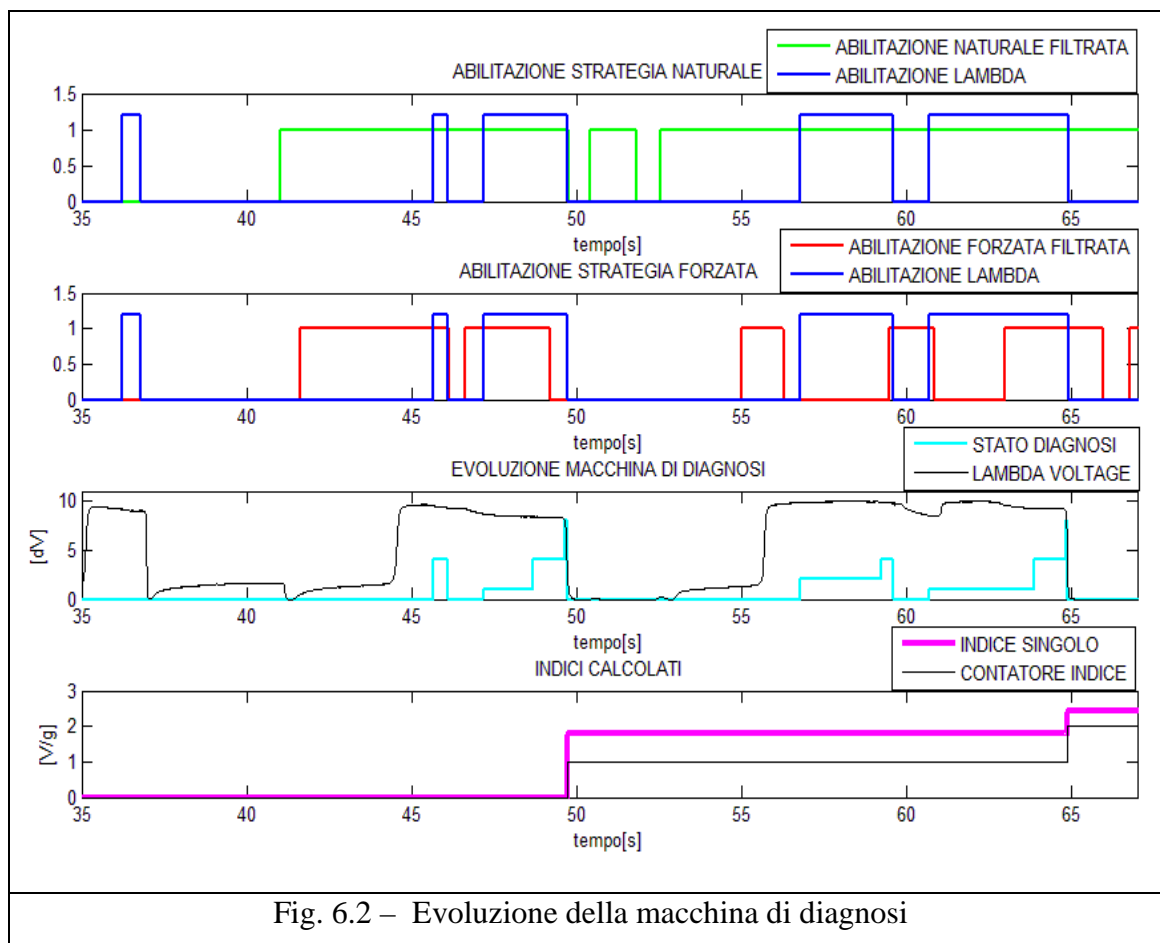 ABILITAZIONE NATURALE FILTRATA
ABILITAZIONE STRATEGIA NATURALE
ABILITAZIONE LAMBDA
1.5
1
0.5
0
35 40 45 50 55 60 65
tempo[s]
ABILITAZIONE FORZATA FILTRATA
ABILITAZIONE STRATEGIA FORZATA
ABILITAZIONE LAMBDA
1.5
1
0.5
0
35 40 45 50 55 60 65
tempo[s]
STATO DIAGNOSI
EVOLUZIONE MACCHINA DI DIAGNOSI
LAMBDA VOLTAGE
10
5
0
[dV]
35 40 45 50 55 60 65
tempo[s]
INDICE SINGOLO
INDICI CALCOLATI
CONTATORE INDICE
3
2
1
0
[V/g]
35 40 45 50 55 60 65
tempo[s]
Fig. 6.2 – Evoluzione della macchina di diagnosi